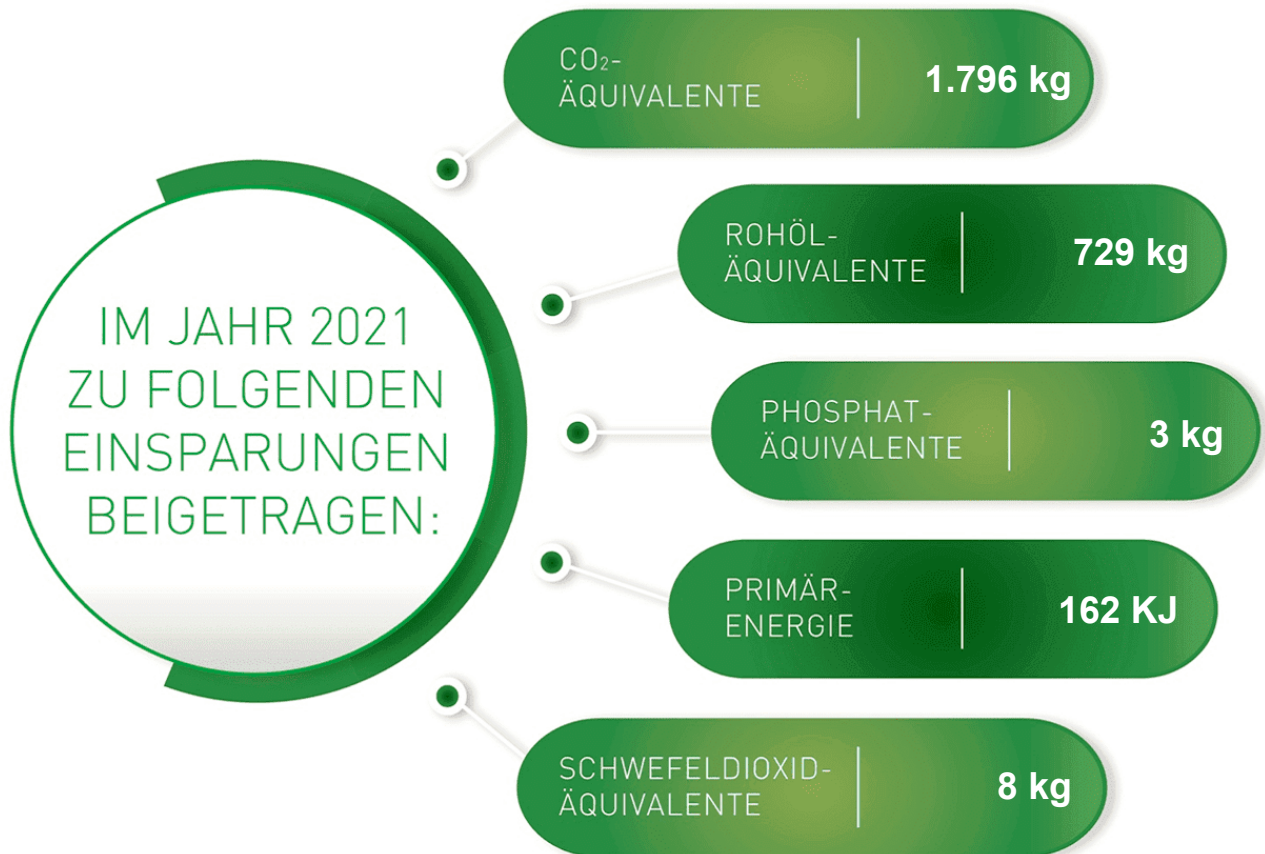 IM JAHR 2021
ZU FOLGENDEN
EINSPARUNGEN
BEIGETRAGEN:
CO₂-
ÄQUIVALENTE
1.796 kg
ROHÖL-
ÄQUIVALENTE
729 kg
PHOSPHAT-
ÄQUIVALENTE
3 kg
PRIMÄR-
ENERGIE
162 KJ
SCHWEFELDIOXID-
ÄQUIVALENTE
8 kg